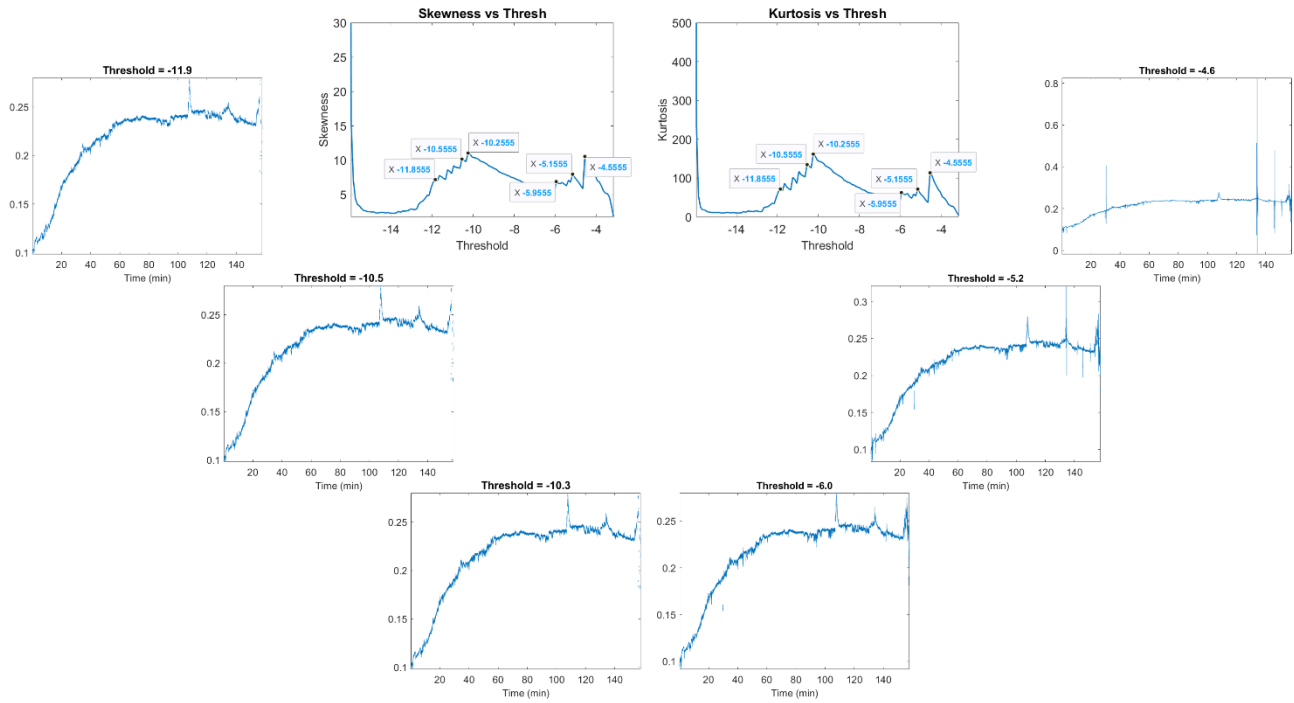 Skewness vs Thresh
30
25
20
15
10
5
Skewness
X -11.8555
X -10.5555
X -10.2555
X -5.9555
X -5.1555
X -4.5555
-14 -12 -10 -8 -6 -4
Threshold
Kurtosis vs Thresh
500
400
300
200
100
0
Kurtosis
X -11.8555
X -10.5555
X -10.2555
X -5.9555
X -5.1555
X -4.5555
-14 -12 -10 -8 -6 -4
Threshold
Threshold = -11.9
0.25
0.2
0.15
0.1
20 40 60 80 100 120 140
Time (min)
Threshold = -4.6
0.8
0.6
0.4
0.2
0
20 40 60 80 100 120 140
Time (min)
Threshold = -10.5
0.25
0.2
0.15
0.1
20 40 60 80 100 120 140
Time (min)
Threshold = -5.2
0.3
0.25
0.2
0.15
0.1
20 40 60 80 100 120 140
Time (min)
Threshold = -10.3
0.25
0.2
0.15
0.1
20 40 60 80 100 120 140
Time (min)
Threshold = -6.0
0.25
0.2
0.15
0.1
20 40 60 80 100 120 140
Time (min)